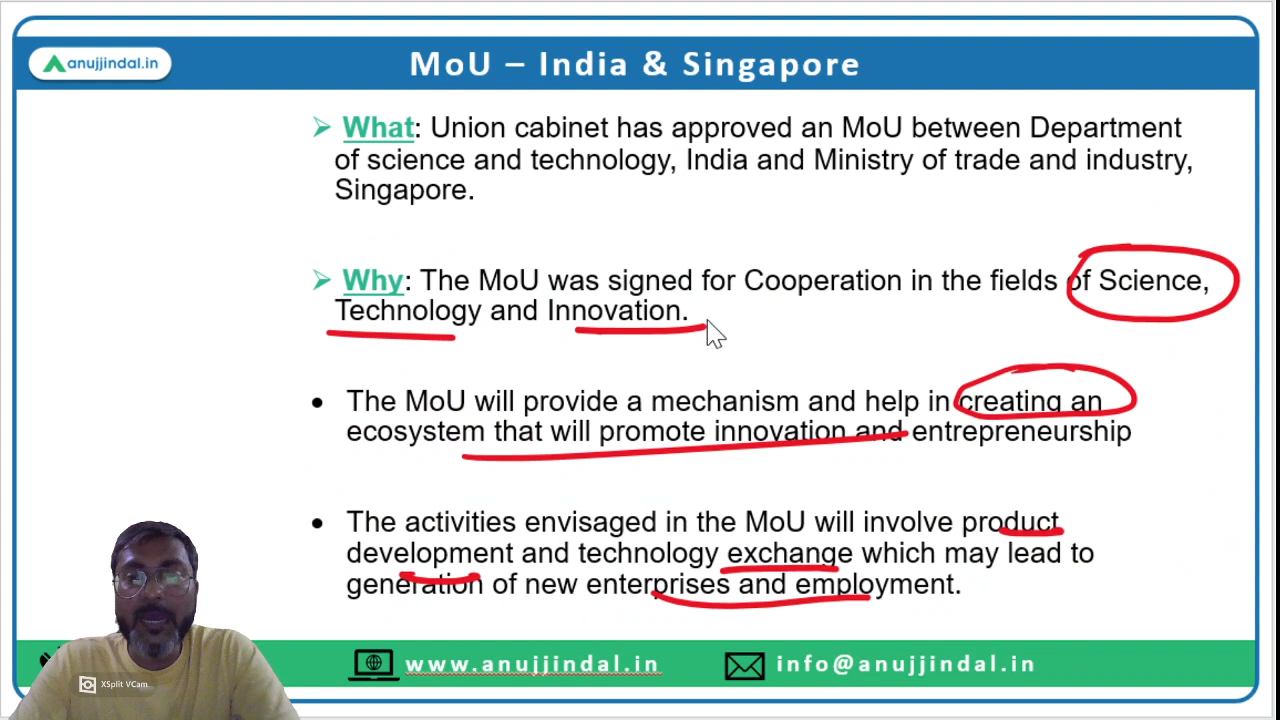 anujjindal.in
MoU – India & Singapore
What: Union cabinet has approved an MoU between Department
of science and technology, India and Ministry of trade and industry,
Singapore.
Why: The MoU was signed for Cooperation in the fields of Science,
Technology and Innovation.
The MoU will provide a mechanism and help in creating an
ecosystem that will promote innovation and entrepreneurship
The activities envisaged in the MoU will involve product
development and technology exchange which may lead to
generation of new enterprises and employment.
www.anujjindal.in
info@anujjindal.in
XSplit VCam